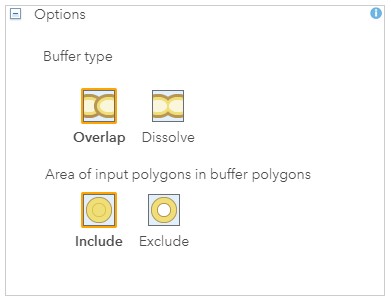 Options
Buffer type
Overlap Dissolve
Area of input polygons in buffer polygons
Include Exclude